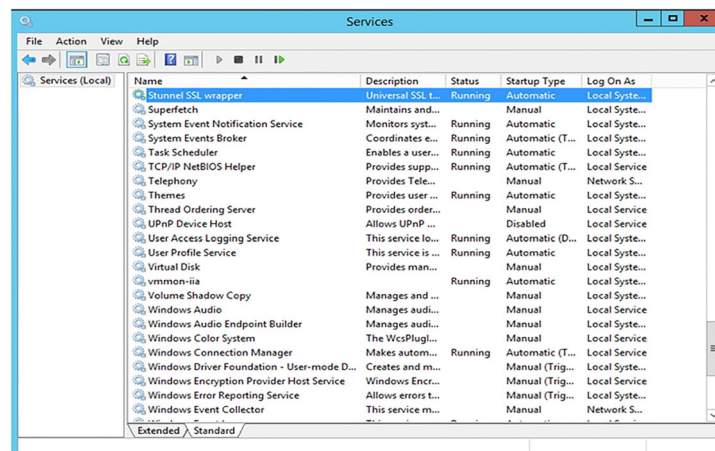 Services
File Action View Help
Services (Local)
Name Description Status Startup Type Log On As
Stunnel SSL wrapper Universal SSL t... Running Automatic Local Syste...
Superfetch Maintains and... Manual Local Syste...
System Event Notification Service Monitors syst... Running Automatic Local Syste...
System Events Broker Coordinates e... Running Automatic (T... Local Syste...
Task Scheduler Enables a user... Running Automatic Local Syste...
TCP/IP NetBIOS Helper Provides supp... Running Automatic (T... Local Service
Telephony Provides Tele... Manual Network S...
Themes Provides user ... Running Automatic Local Syste...
Thread Ordering Server Provides order... Manual Local Service
UPnP Device Host Allows UPnP ... Disabled Local Service
User Access Logging Service This service lo... Running Automatic (D... Local Syste...
User Profile Service This service is ... Running Automatic Local Syste...
Virtual Disk Provides man... Manual Local Syste...
vmmon-iia Running Automatic Local Syste...
Volume Shadow Copy Manages and ... Manual Local Syste...
Windows Audio Manages audi... Manual Local Service
Windows Audio Endpoint Builder Manages audi... Manual Local Syste...
Windows Color System The WcsPlugI... Manual Local Service
Windows Connection Manager Makes autom... Running Automatic (T... Local Service
Windows Driver Foundation - User-mode D... Creates and m... Manual (Trig... Local Syste...
Windows Encryption Provider Host Service Windows Encr... Manual (Trig... Local Service
Windows Error Reporting Service Allows errors t... Manual (Trig... Local Syste...
Windows Event Collector This service m... Manual Network S...
Extended Standard